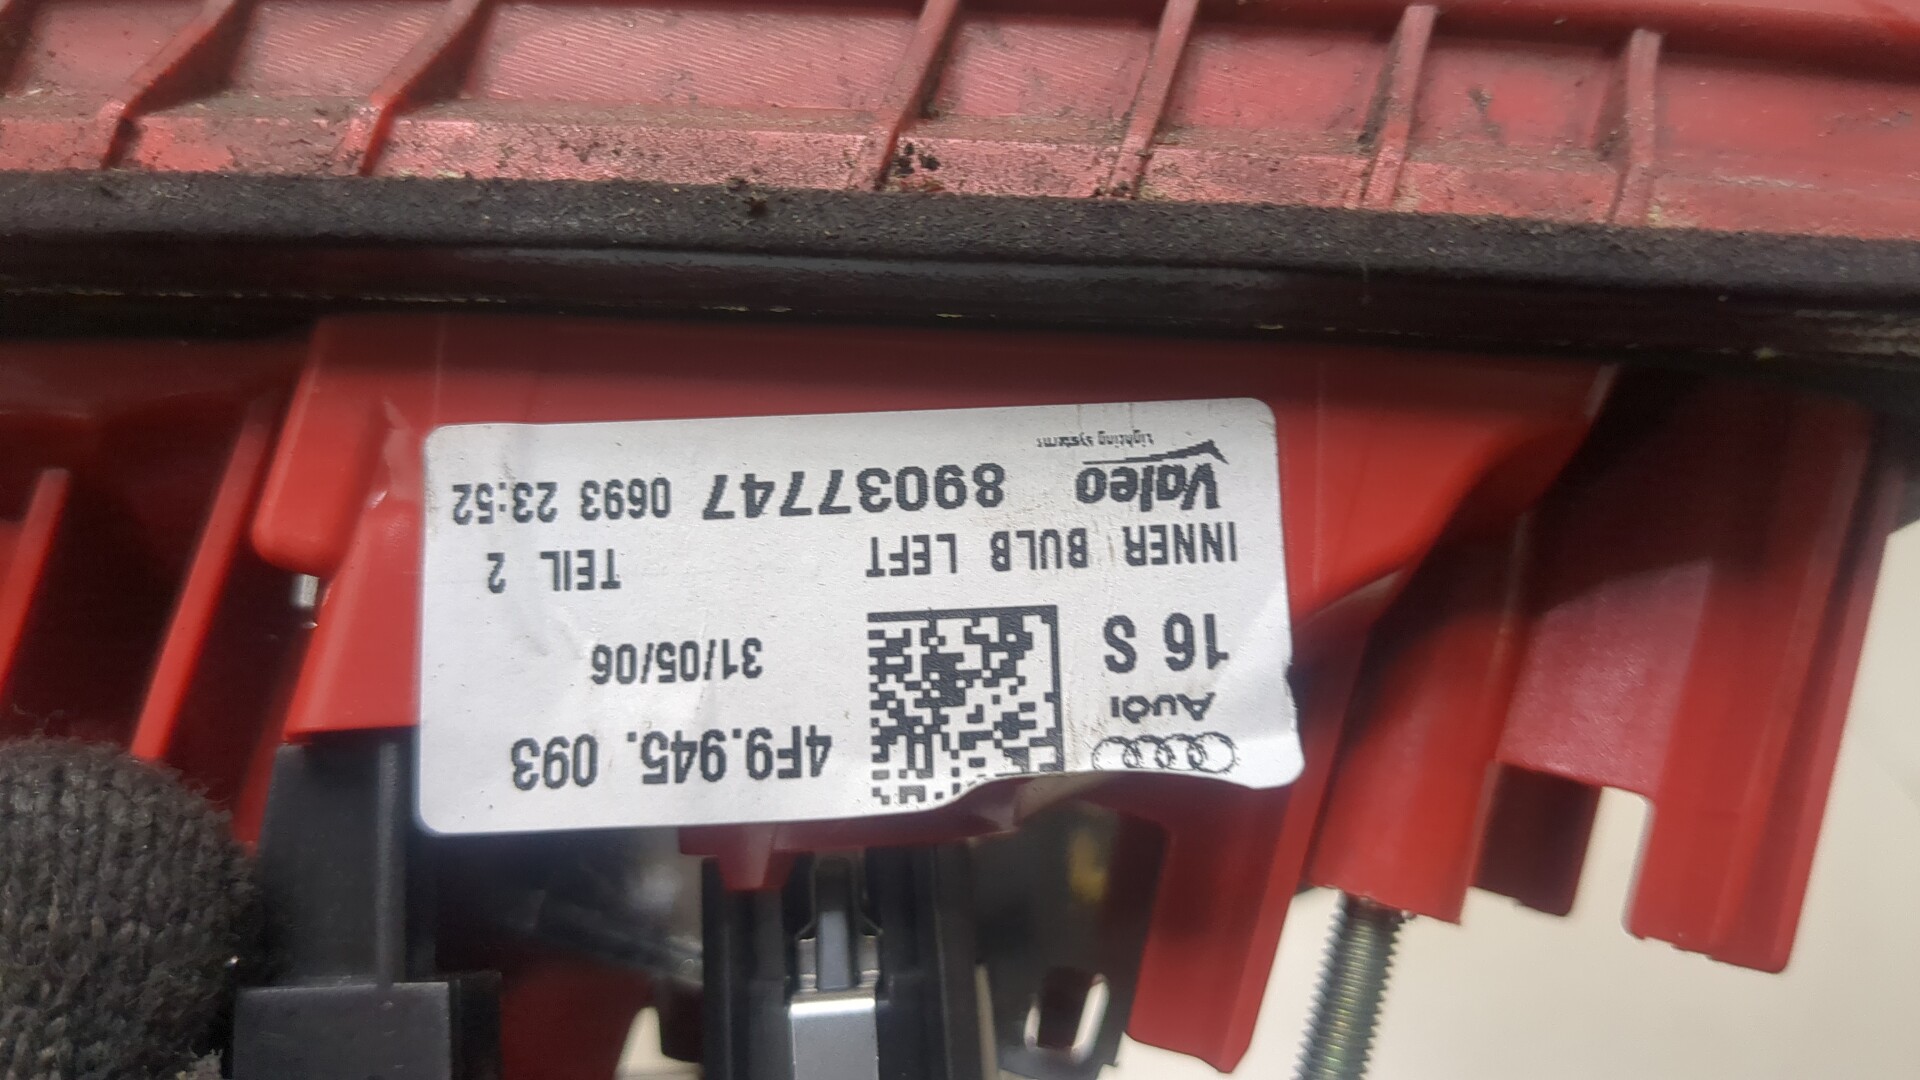 4F9.945. 093
Audi
31/05/06
16 S
INNER BULB LEFT TEIL 2
Valeo 89037747 0693 23:52
Lighting systems